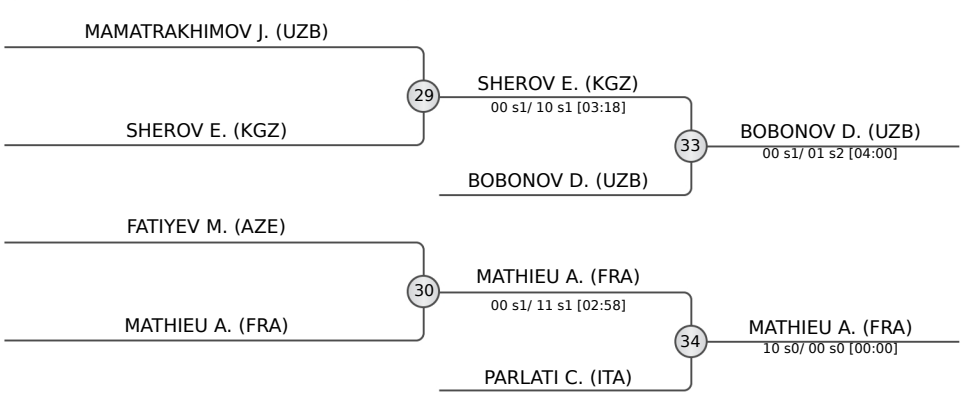 MAMATRAKHIMOV J. (UZB)
29
SHEROV E. (KGZ)
SHEROV E. (KGZ)
00 s1/ 10 s1 [03:18]
33
BOBONOV D. (UZB)
BOBONOV D. (UZB)
00 s1/ 01 s2 [04:00]
FATIYEV M. (AZE)
30
MATHIEU A. (FRA)
MATHIEU A. (FRA)
00 s1/ 11 s1 [02:58]
34
PARLATI C. (ITA)
MATHIEU A. (FRA)
10 s0/ 00 s0 [00:00]